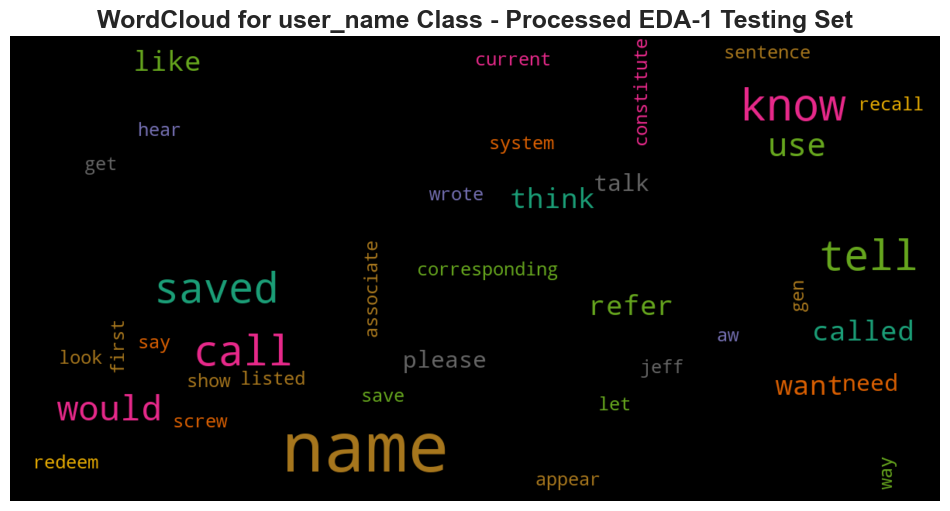 WordCloud for user_name Class - Processed EDA-1 Testing Set
like
current
constitute
sentence
know
recall
hear
system
use
get
talk
wrote
think
tell
corresponding
saved
associate
gen
refer
called
aw
first
say
call
look
please
jeff
show
listed
want
need
save
let
would
screw
name
redeem
appear
way